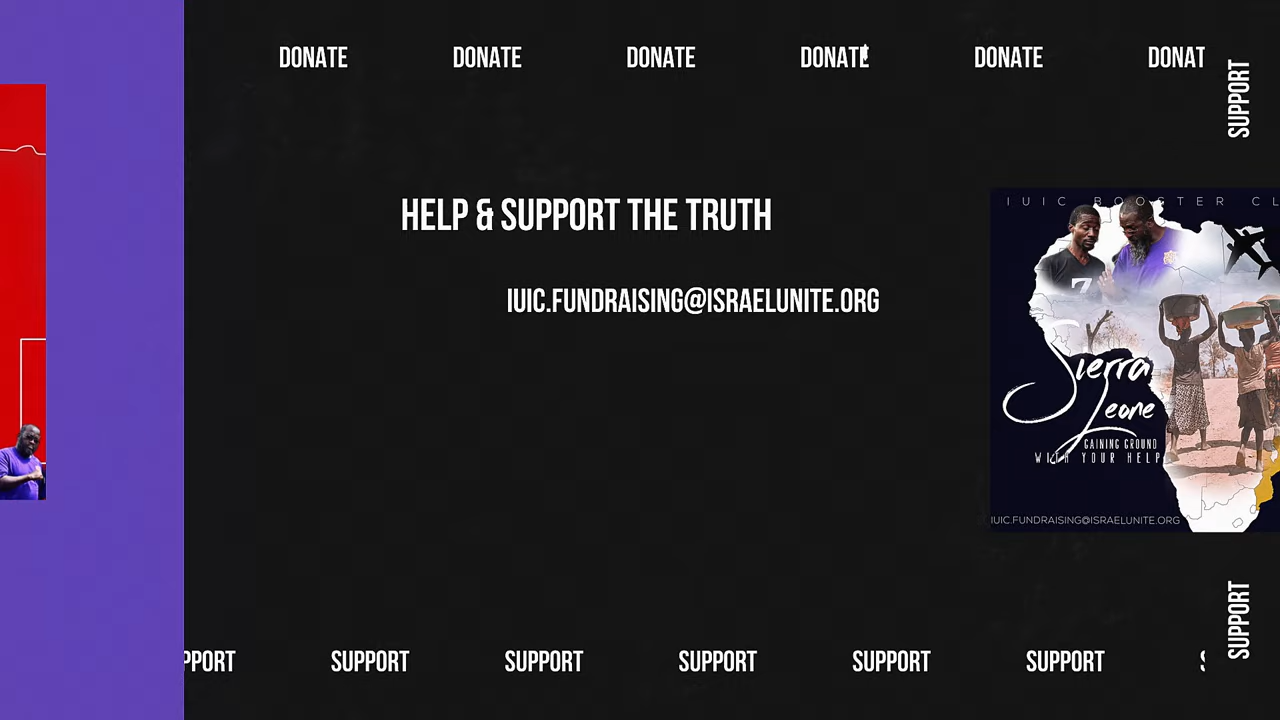 DONATE DONATE DONATE DONATE DONATE DONAT
SUPPORT
HELP & SUPPORT THE TRUTH
IUIC.FUNDRAISING@ISRAELUNITE.ORG
IUIC BOOSTER CL
7
Sierra
Leone
GAINING GROUND
WITH YOUR HELP
IUIC.FUNDRAISING@ISRAELUNITE.ORG
SUPPORT
PPORT SUPPORT SUPPORT SUPPORT SUPPORT SUPPORT S